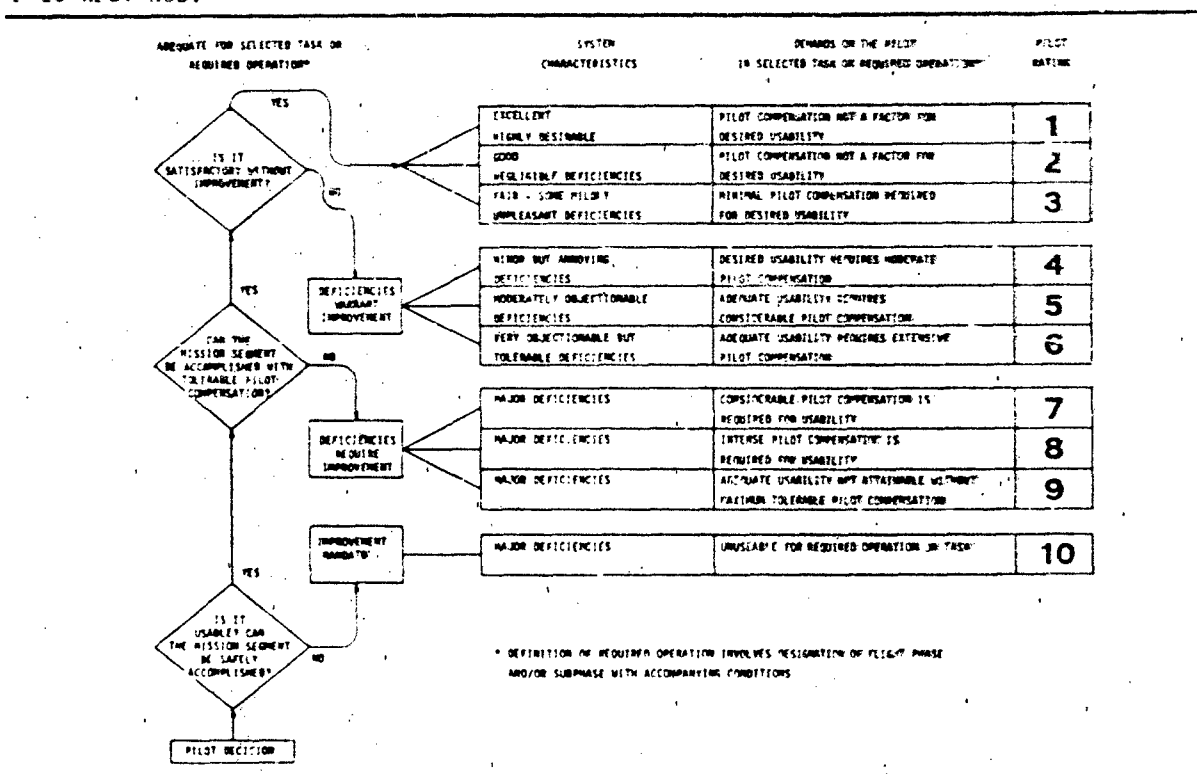 ADEQUATE FOR SELECTED TASK OR
REQUIRED OPERATION*
SYSTEM
CHARACTERISTICS
DEMANDS ON THE PILOT
IN SELECTED TASK OR REQUIRED OPERATION*
PILOT
RATING
YES
IS IT
SATISFACTORY WITHOUT
IMPROVEMENT?
NO
EXCELLENT
HIGHLY DESIRABLE
PILOT COMPENSATION NOT A FACTOR FOR
DESIRED USABILITY
1
GOOD
NEGLIGIBLE DEFICIENCIES
PILOT COMPENSATION NOT A FACTOR FOR
DESIRED USABILITY
2
FAIR - SOME MILDLY
UNPLEASANT DEFICIENCIES
MINIMAL PILOT COMPENSATION REQUIRED
FOR DESIRED USABILITY
3
YES
DEFICIENCIES
WARRANT
IMPROVEMENT
MINOR BUT ANNOYING
DEFICIENCIES
DESIRED USABILITY REQUIRES MODERATE
PILOT COMPENSATION
4
MODERATELY OBJECTIONABLE
DEFICIENCIES
ADEQUATE USABILITY REQUIRES
CONSIDERABLE PILOT COMPENSATION
5
VERY OBJECTIONABLE BUT
TOLERABLE DEFICIENCIES
ADEQUATE USABILITY REQUIRES EXTENSIVE
PILOT COMPENSATION
6
CAN THE
MISSION SEGMENT
BE ACCOMPLISHED WITH
TOLERABLE PILOT
COMPENSATION?
NO
DEFICIENCIES
REQUIRE
IMPROVEMENT
MAJOR DEFICIENCIES
CONSIDERABLE PILOT COMPENSATION IS
REQUIRED FOR USABILITY
7
MAJOR DEFICIENCIES
INTENSE PILOT COMPENSATION IS
REQUIRED FOR USABILITY
8
MAJOR DEFICIENCIES
ADEQUATE USABILITY NOT ATTAINABLE WITHOUT
MAXIMUM TOLERABLE PILOT COMPENSATION
9
YES
IMPROVEMENT
MAJOR DEFICIENCIES
UNUSEABLE FOR REQUIRED OPERATION OR TASK
10
IS IT
USABLE? CAN
THE MISSION SEGMENT
BE SAFELY
ACCOMPLISHED?
NO
* DEFINITION OF REQUIRED OPERATION INVOLVES DESIGNATION OF FLIGHT PHASE
AND/OR SUBPHASE WITH ACCOMPANYING CONDITIONS
PILOT DECISION